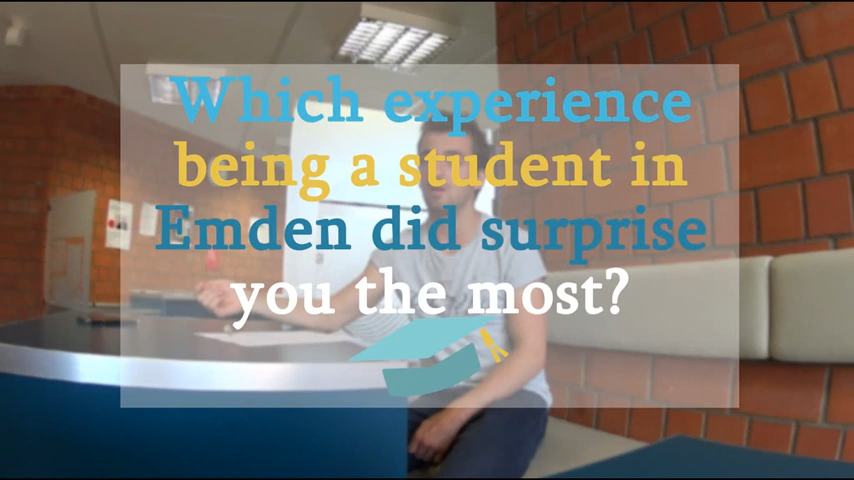 Which experience
being a student in
Emden did surprise
you the most?